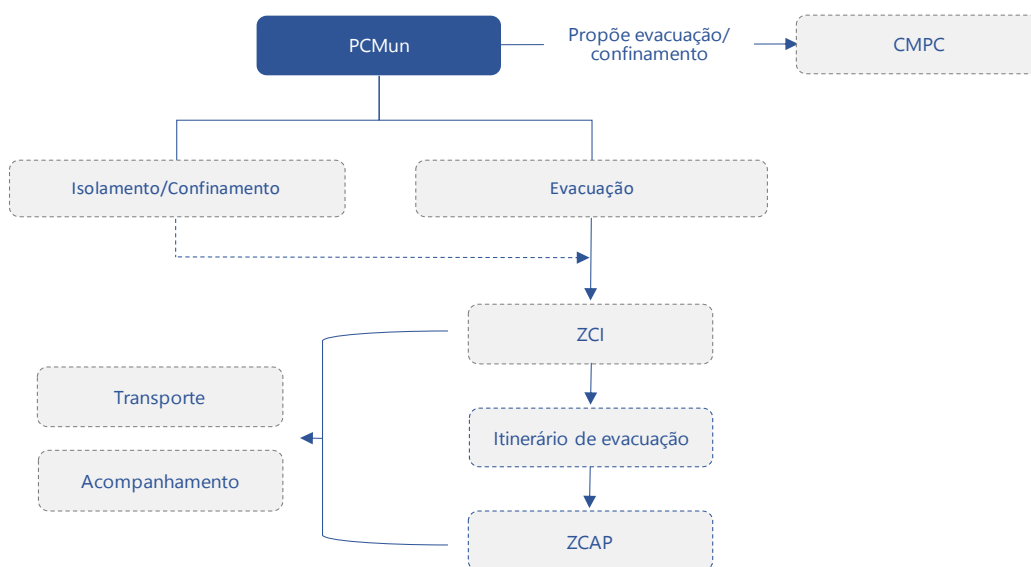 PCMun
Propõe evacuação/
confinamento
CMPC
Isolamento/Confinamento
Evacuação
ZCI
Transporte
Itinerário de evacuação
Acompanhamento
ZCAP